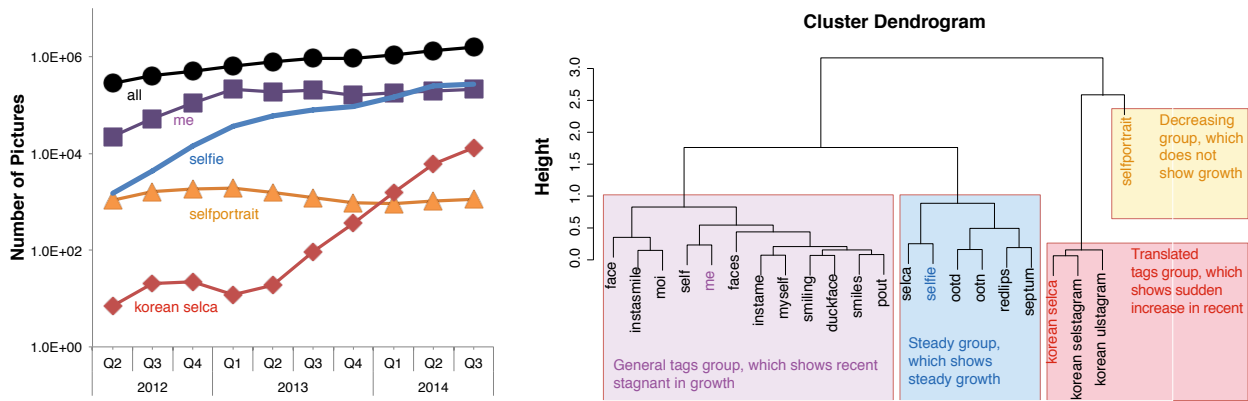 Number of Pictures
1.0E+06
1.0E+04
1.0E+02
1.0E+00
all
me
selfie
selfportrait
korean selca
Q2 Q3 Q4 Q1 Q2 Q3 Q4 Q1 Q2 Q3
2012 2013 2014
Cluster Dendrogram
Height
3.0
2.5
2.0
1.5
1.0
0.5
0.0
face
instasmile
moi
self
me
faces
instame
myself
smiling
duckface
smiles
pout
General tags group, which shows recent
stagnant in growth
selca
selfie
ootd
ootn
redlips
septum
Steady group,
which shows
steady growth
korean selca
korean selstagram
korean ulstagram
Translated
tags group, which
shows sudden
increase in recent
selfportrait
Decreasing
group, which
does not
show growth